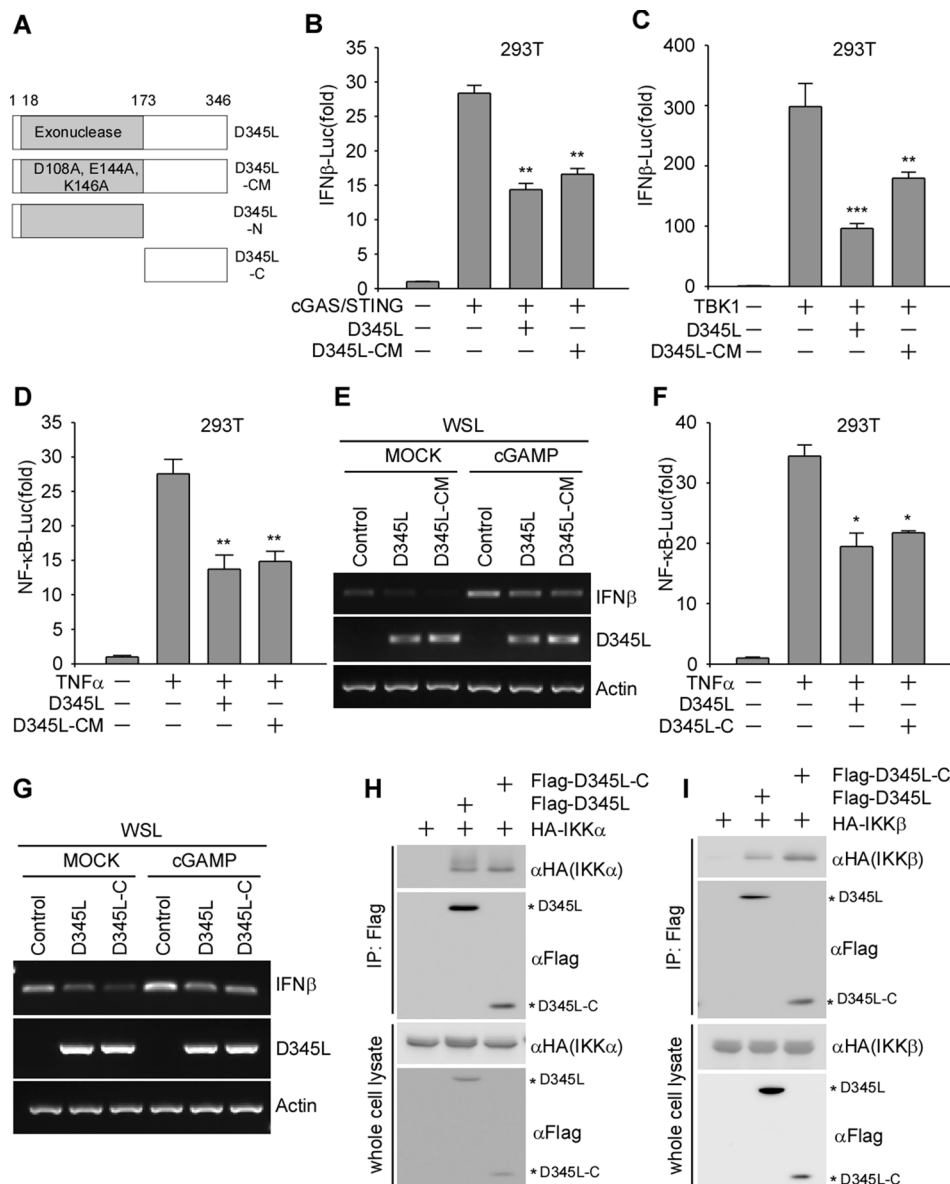 A
1 18 173 346
Exonuclease
D345L
D108A, E144A,
K146A
D345L
-CM
D345L
-N
D345L
-C
B
293T
IFNβ-Luc(fold)
35
30
25
20
15
10
5
0
** **
cGAS/STING — + + +
D345L — — + —
D345L-CM — — — +
C
293T
IFNβ-Luc(fold)
400
300
200
100
0
*** **
TBK1 — + + +
D345L — — + —
D345L-CM — — — +
D
293T
NF-κB-Luc(fold)
35
30
25
20
15
10
5
0
** **
TNFα — + + +
D345L — — + —
D345L-CM — — — +
E
WSL
MOCK cGAMP
Control D345L D345L-CM Control D345L D345L-CM
IFNβ
D345L
Actin
F
293T
NF-κB-Luc(fold)
40
30
20
10
0
* *
TNFα — + + +
D345L — — + —
D345L-C — — — +
G
WSL
MOCK cGAMP
Control D345L D345L-C Control D345L D345L-C
IFNβ
D345L
Actin
H
+ Flag-D345L-C
+ Flag-D345L
+ + + HA-IKKα
IP: Flag
αHA(IKKα)
* D345L
αFlag
* D345L-C
whole cell lysate
αHA(IKKα)
* D345L
αFlag
* D345L-C
I
+ Flag-D345L-C
+ Flag-D345L
+ + + HA-IKKβ
IP: Flag
αHA(IKKβ)
* D345L
αFlag
* D345L-C
whole cell lysate
αHA(IKKβ)
* D345L
αFlag
* D345L-C